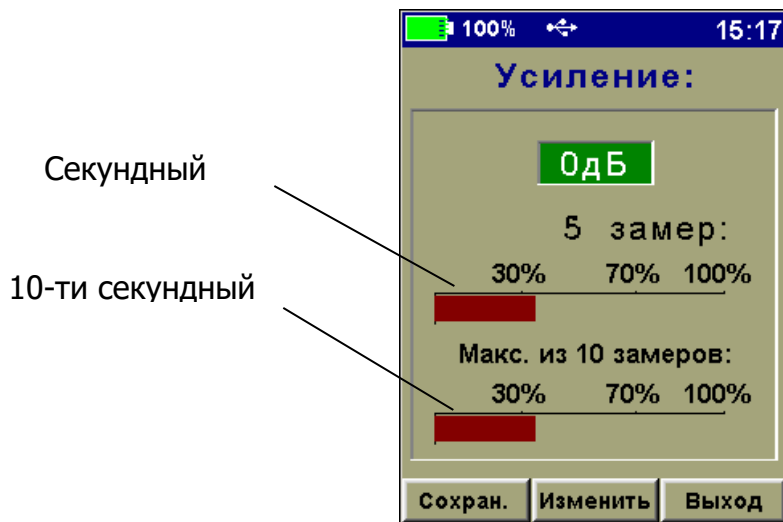 100% 15:17
Усиление:
0дБ
Секундный
5 замер:
30% 70% 100%
10-ти секундный
Макс. из 10 замеров:
30% 70% 100%
Сохран. Изменить Выход